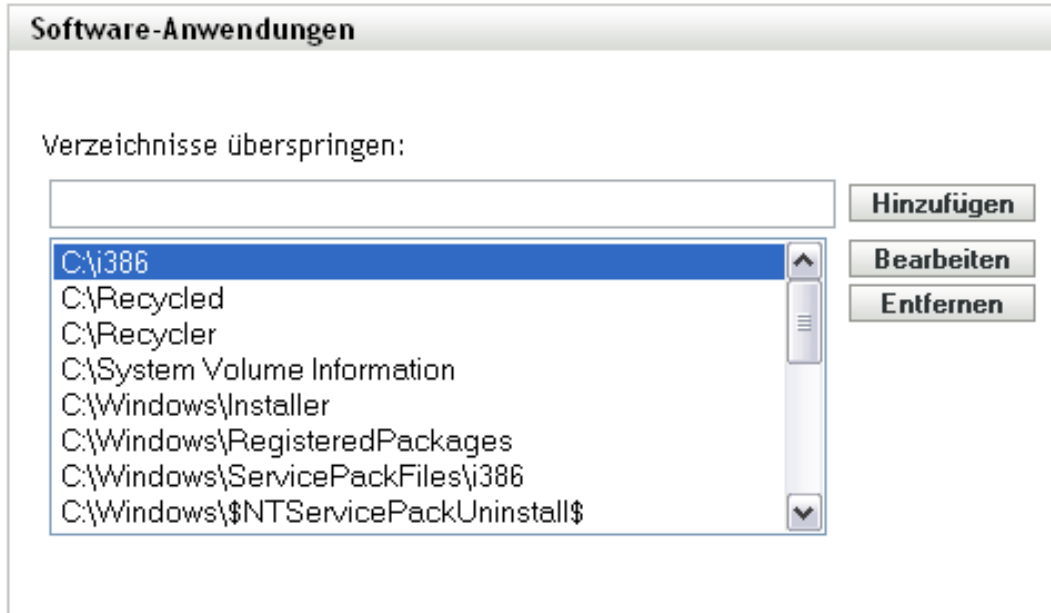 Software-Anwendungen
Verzeichnisse überspringen:
Hinzufügen
C:\i386
Bearbeiten
C:\Recycled
Entfernen
C:\Recycler
C:\System Volume Information
C:\Windows\Installer
C:\Windows\RegisteredPackages
C:\Windows\ServicePackFiles\i386
C:\Windows\$NTServicePackUninstall$